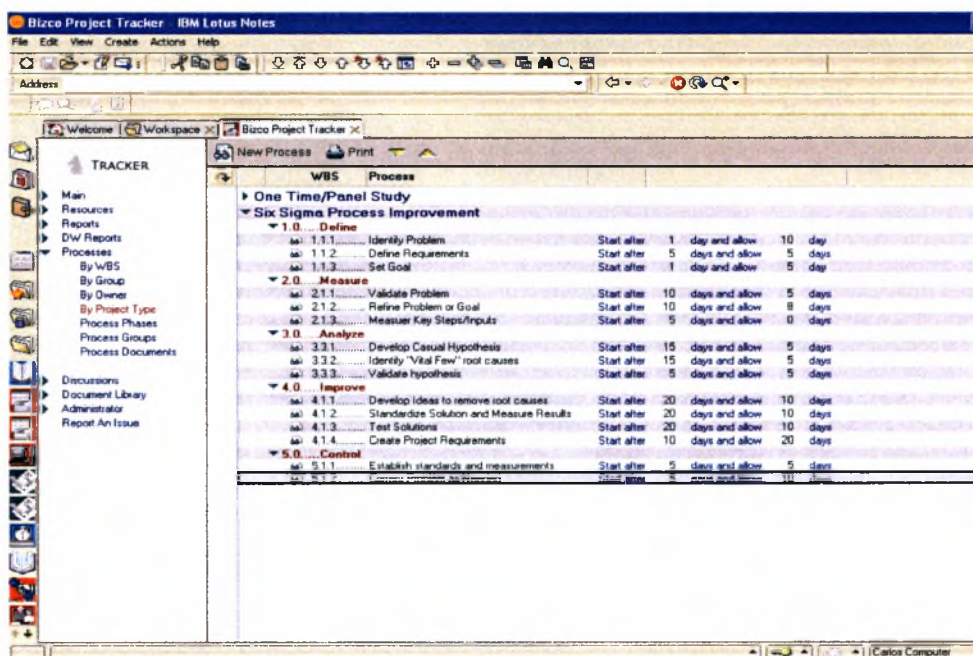 Bizco Project Tracker - IBM Lotus Notes
File Edit View Create Actions Help
Address
Welcome Workspace Bizco Project Tracker
TRACKER
Main
Resources
Reports
DW Reports
Processes
By WBS
By Group
By Owner
By Project Type
Process Phases
Process Groups
Process Documents
Discussions
Document Library
Administrator
Report An Issue
New Process Print
WBS Process
One Time/Panel Study
Six Sigma Process Improvement
1.0.....Define
1.1.1........ Identify Problem Start after 1 day and allow 10 day
1.1.2........ Define Requirements Start after 5 days and allow 5 days
1.1.3........ Set Goal Start after 1 day and allow 5 day
2.0.....Measure
2.1.1........ Validate Problem Start after 10 days and allow 5 days
2.1.2........ Refine Problem or Goal Start after 10 days and allow 8 days
2.1.3........ Measuer Key Steps/Inputs Start after 5 days and allow 0 days
3.0.....Analyze
3.3.1........ Develop Casual Hypothesis Start after 15 days and allow 5 days
3.3.2........ Identify "Vital Few" root causes Start after 15 days and allow 5 days
3.3.3........ Validate hypothesis Start after 5 days and allow 5 days
4.0.....Improve
4.1.1........ Develop Ideas to remove root causes Start after 20 days and allow 10 days
4.1.2........ Standardize Solution and Measure Results Start after 20 days and allow 10 days
4.1.3........ Test Solutions Start after 20 days and allow 10 days
4.1.4........ Create Project Requirements Start after 10 days and allow 20 days
5.0.....Control
5.1.1........ Establish standards and measurements Start after 5 days and allow 5 days
5.1.2........ Start after 5 days and allow 10 days
Carlos Computer